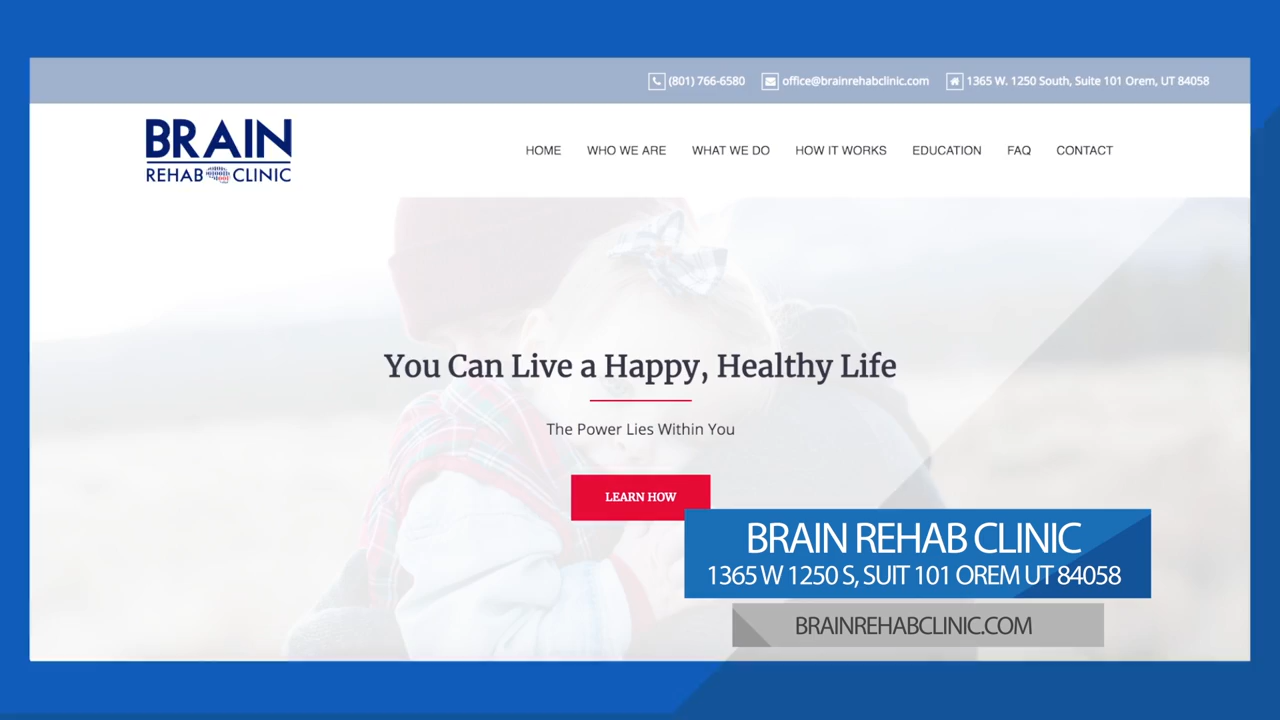 (801) 766-6580 office@brainrehabclinic.com 1365 W. 1250 South, Suite 101 Orem, UT 84058
BRAIN
REHAB CLINIC
HOME WHO WE ARE WHAT WE DO HOW IT WORKS EDUCATION FAQ CONTACT
You Can Live a Happy, Healthy Life
The Power Lies Within You
LEARN HOW
BRAIN REHAB CLINIC
1365 W 1250 S, SUIT 101 OREM UT 84058
BRAINREHABCLINIC.COM